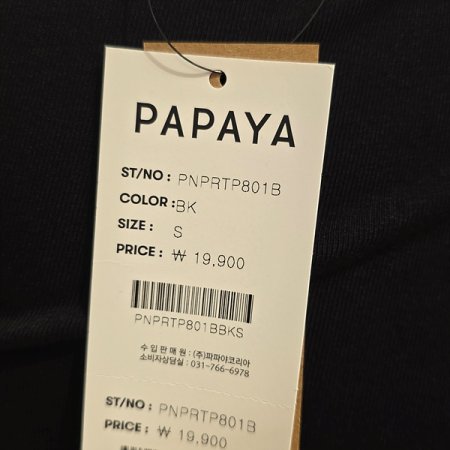 PAPAYA
ST/NO : PNPRTP801B
COLOR : BK
SIZE : S
PRICE : ₩ 19,900
PNPRTP801BBKS
수 입 판 매 원 : (주)파파야코리아
소비자상담실 : 031-766-6978
ST/NO : PNPRTP801B
PRICE : ₩ 19,900